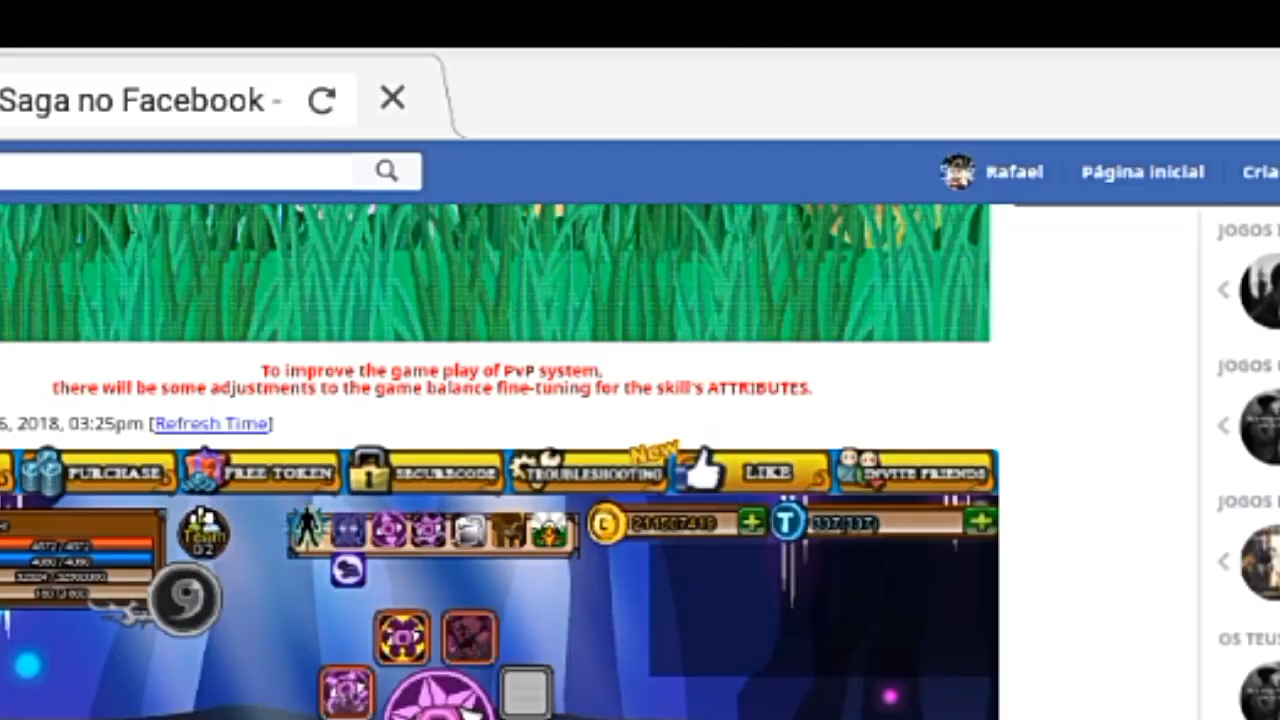 Saga no Facebook -
Rafael
Página inicial
Cria
JOGOS
To improve the game play of PvP system,
there will be some adjustments to the game balance fine-tuning for the skill's ATTRIBUTES.
6, 2018, 03:25pm [Refresh Time]
JOGOS
New
PURCHASE
FREE TOKEN
SECURECODE
TROUBLESHOOTING
LIKE
INVITE FRIENDS
JOGOS
Team
T
OS TEUS